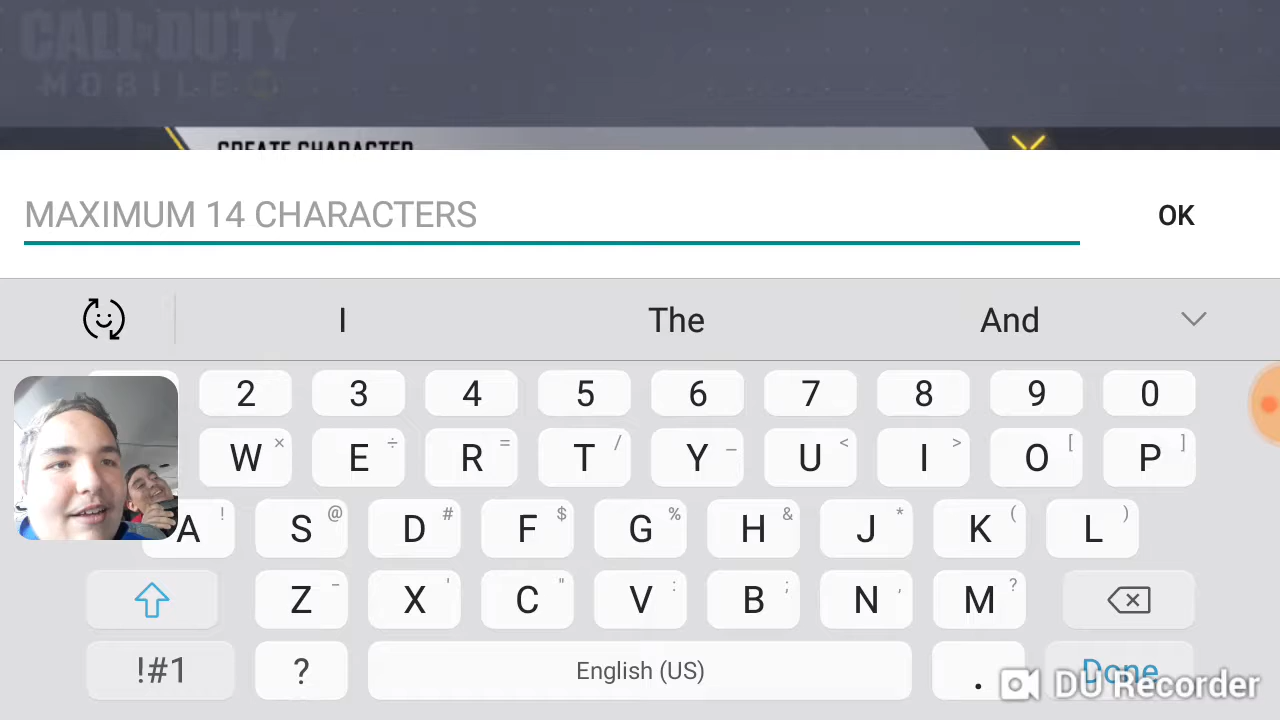 CALL OF DUTY
MOBILE
CREATE CHARACTER
MAXIMUM 14 CHARACTERS
OK
I The And
2 3 4 5 6 7 8 9 0
W × E ÷ R = T / Y _ U < I > O [ P ]
A ! S @ D # F $ G % H & J * K ( L )
Z - X ' C " V : B ; N , M ?
!#1 ? English (US) . Done
DU Recorder